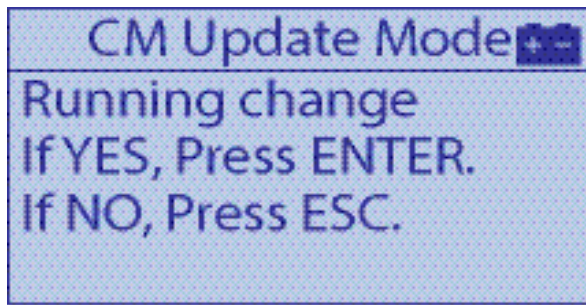 CM Update Mode
Running change
If YES, Press ENTER.
If NO, Press ESC.